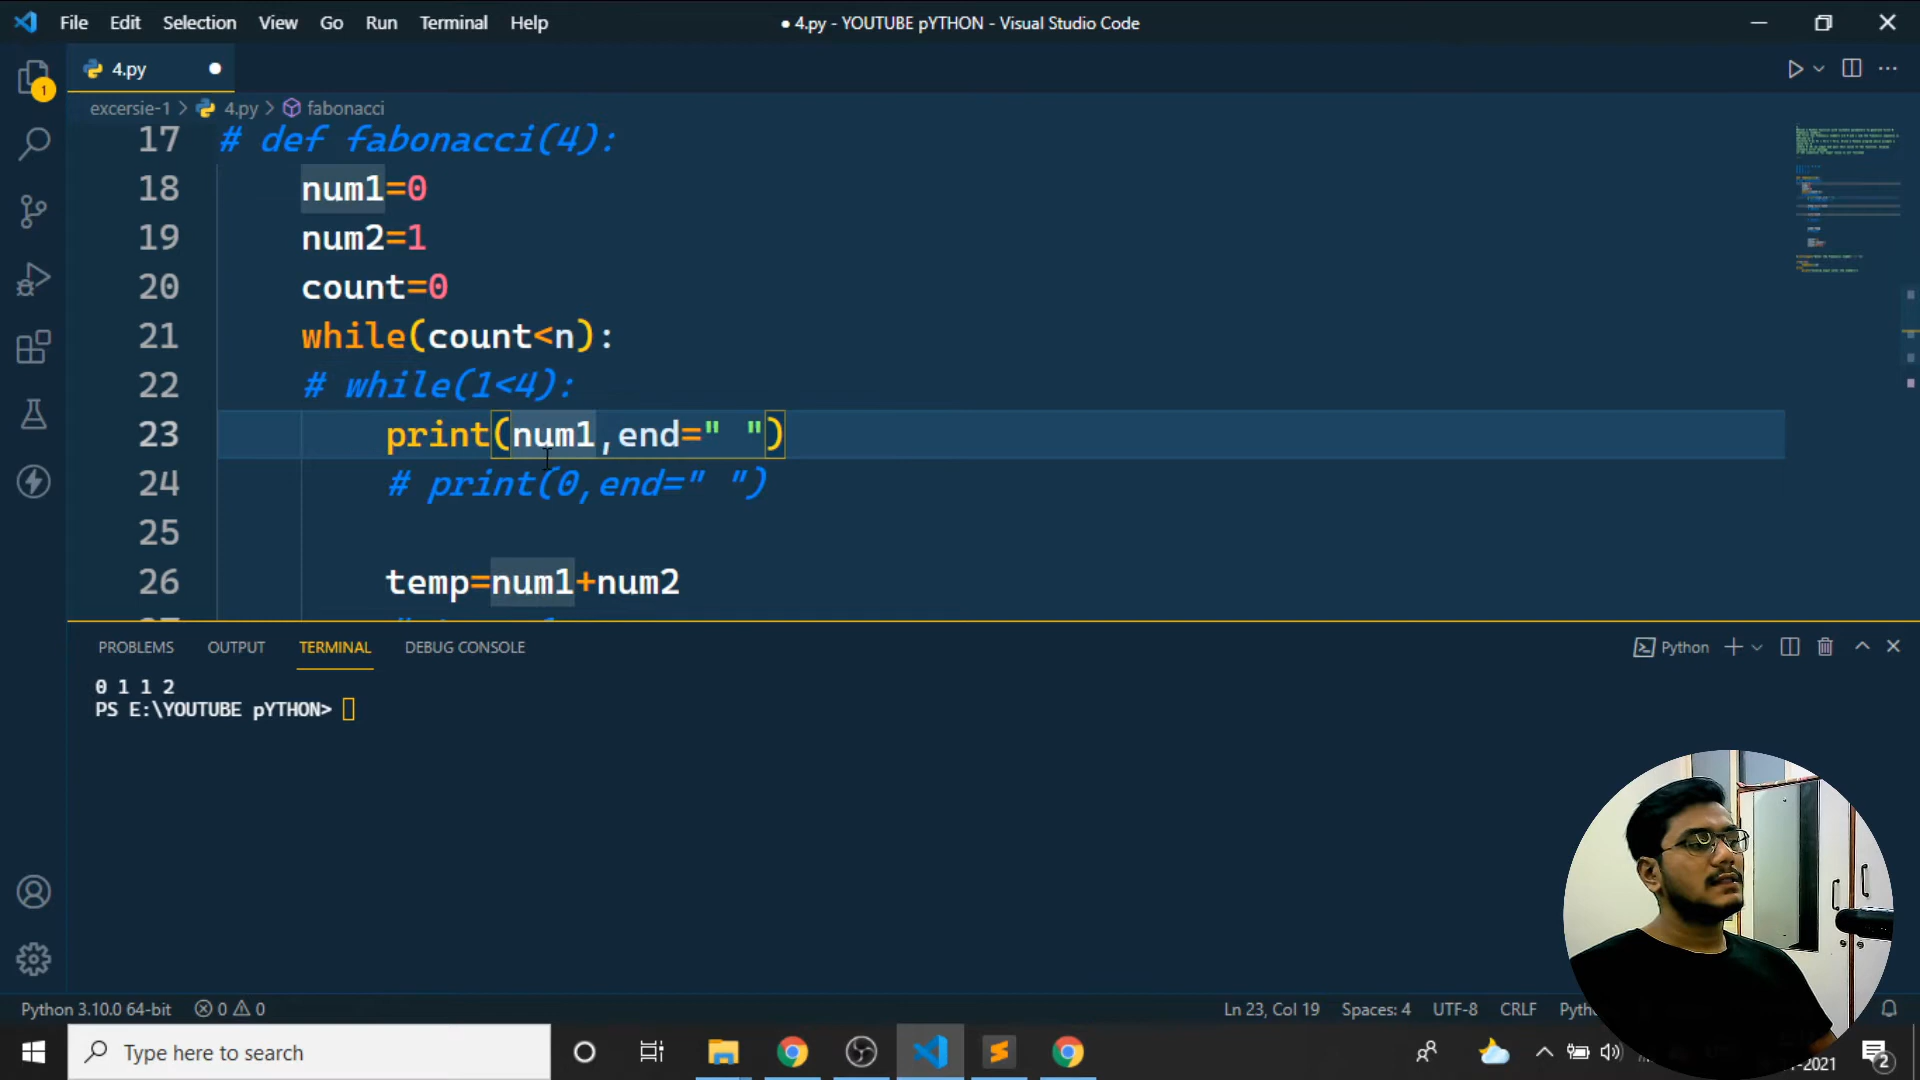 File Edit Selection View Go Run Terminal Help
● 4.py - YOUTUBE pYTHON - Visual Studio Code
4.py
1
excersie-1 > 4.py > fabonacci
17 # def fabonacci(4):
18 num1=0
19 num2=1
20 count=0
21 while(count<n):
22 # while(1<4):
23 print(num1,end=" ")
24 # print(0,end=" ")
25
26 temp=num1+num2
PROBLEMS OUTPUT TERMINAL DEBUG CONSOLE
Python
0 1 1 2
PS E:\YOUTUBE pYTHON>
Python 3.10.0 64-bit 0 0
Ln 23, Col 19 Spaces: 4 UTF-8 CRLF
Type here to search
2021
2